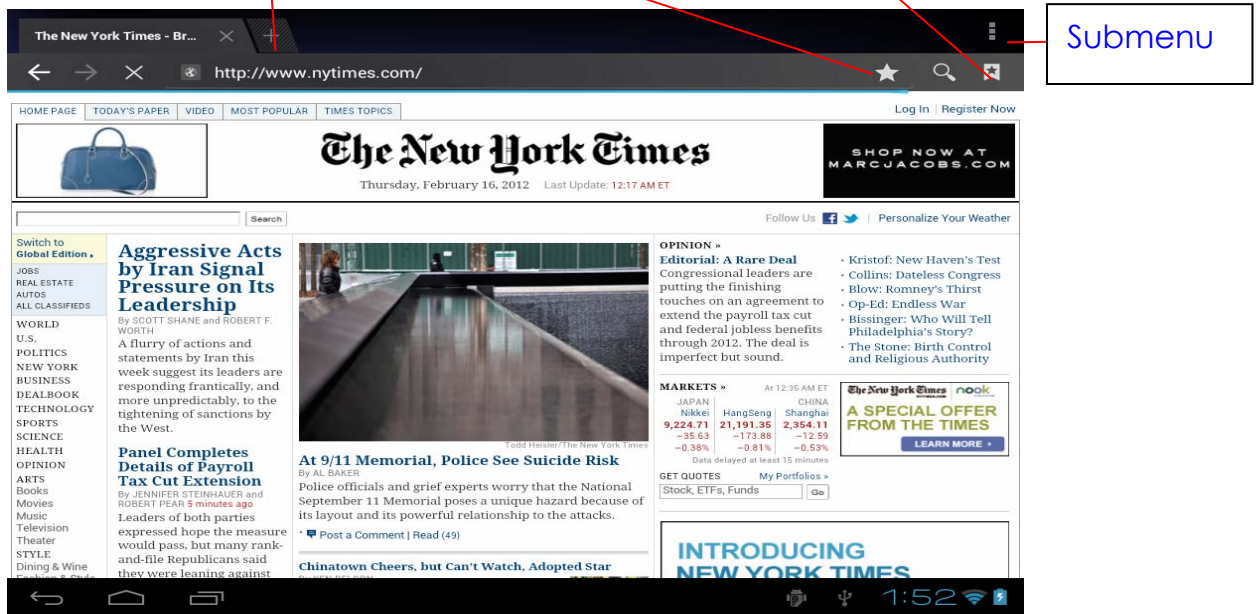 The New York Times - Br...
Submenu
http://www.nytimes.com/
HOME PAGE TODAY'S PAPER VIDEO MOST POPULAR TIMES TOPICS
Log In | Register Now
The New York Times
SHOP NOW AT
MARCJACOBS.COM
Thursday, February 16, 2012 Last Update: 12:17 AM ET
Search
Follow Us | Personalize Your Weather
Switch to
Global Edition
JOBS
REAL ESTATE
AUTOS
ALL CLASSIFIEDS
WORLD
U.S.
POLITICS
NEW YORK
BUSINESS
DEALBOOK
TECHNOLOGY
SPORTS
SCIENCE
HEALTH
OPINION
ARTS
Books
Movies
Music
Television
Theater
STYLE
Dining & Wine
Fashion & Style
Aggressive Acts
by Iran Signal
Pressure on Its
Leadership
By SCOTT SHANE and ROBERT F.
WORTH
A flurry of actions and
statements by Iran this
week suggest its leaders are
responding frantically, and
more unpredictably, to the
tightening of sanctions by
the West.
Panel Completes
Details of Payroll
Tax Cut Extension
By JENNIFER STEINHAUER and
ROBERT PEAR 5 minutes ago
Leaders of both parties
expressed hope the measure
would pass, but many rank-
and-file Republicans said
they were leaning against
Todd Heisler/The New York Times
At 9/11 Memorial, Police See Suicide Risk
By AL BAKER
Police officials and grief experts worry that the National
September 11 Memorial poses a unique hazard because of
its layout and its powerful relationship to the attacks.
Post a Comment | Read (49)
Chinatown Cheers, but Can't Watch, Adopted Star
By KEN BELSON
OPINION »
Editorial: A Rare Deal
Congressional leaders are
putting the finishing
touches on an agreement to
extend the payroll tax cut
and federal jobless benefits
through 2012. The deal is
imperfect but sound.
· Kristof: New Haven's Test
· Collins: Dateless Congress
· Blow: Romney's Thirst
· Op-Ed: Endless War
· Bissinger: Who Will Tell
Philadelphia's Story?
· The Stone: Birth Control
and Religious Authority
MARKETS » At 12:35 AM ET
JAPAN CHINA
Nikkei HangSeng Shanghai
9,224.71 21,191.35 2,354.11
−35.63 −173.88 −12.59
−0.38% −0.81% −0.53%
Data delayed at least 15 minutes
GET QUOTES My Portfolios »
Stock, ETFs, Funds Go
The New York Times nook
A SPECIAL OFFER
FROM THE TIMES
LEARN MORE
INTRODUCING
NEW YORK TIMES
1:52